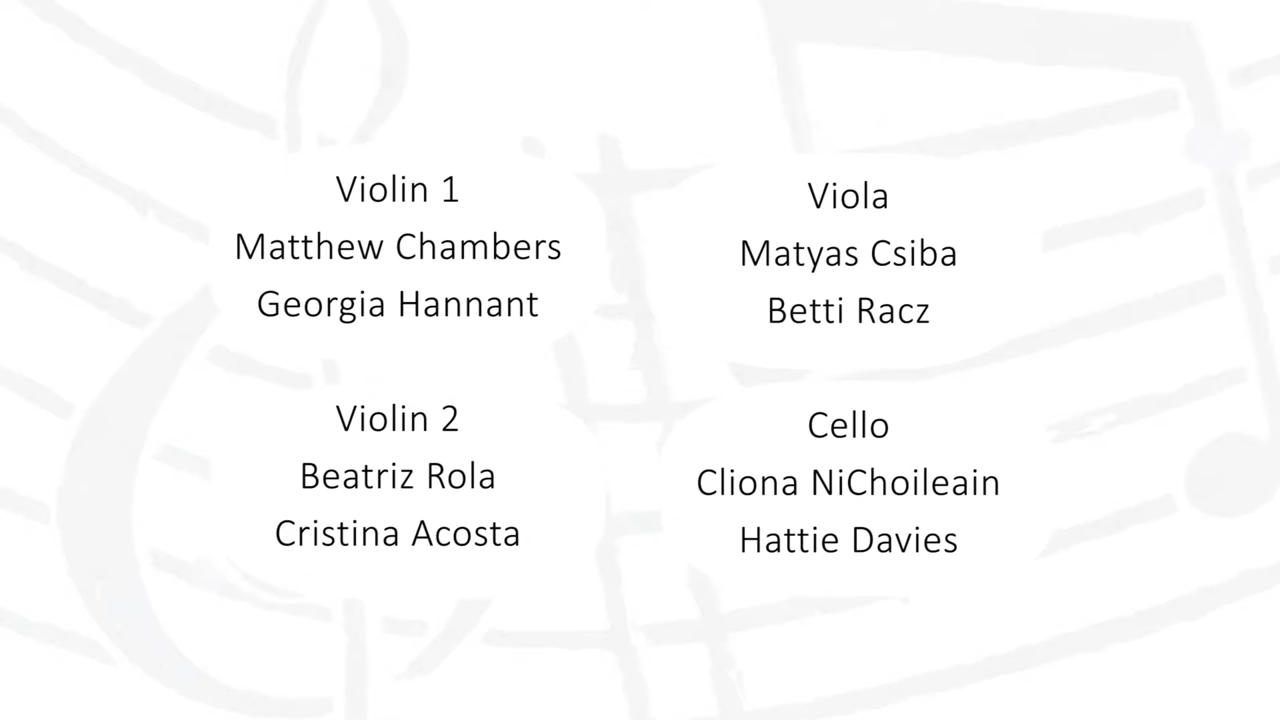 Violin 1
Matthew Chambers
Georgia Hannant
Violin 2
Beatriz Rola
Cristina Acosta
Viola
Matyas Csiba
Betti Racz
Cello
Cliona NiChoileain
Hattie Davies